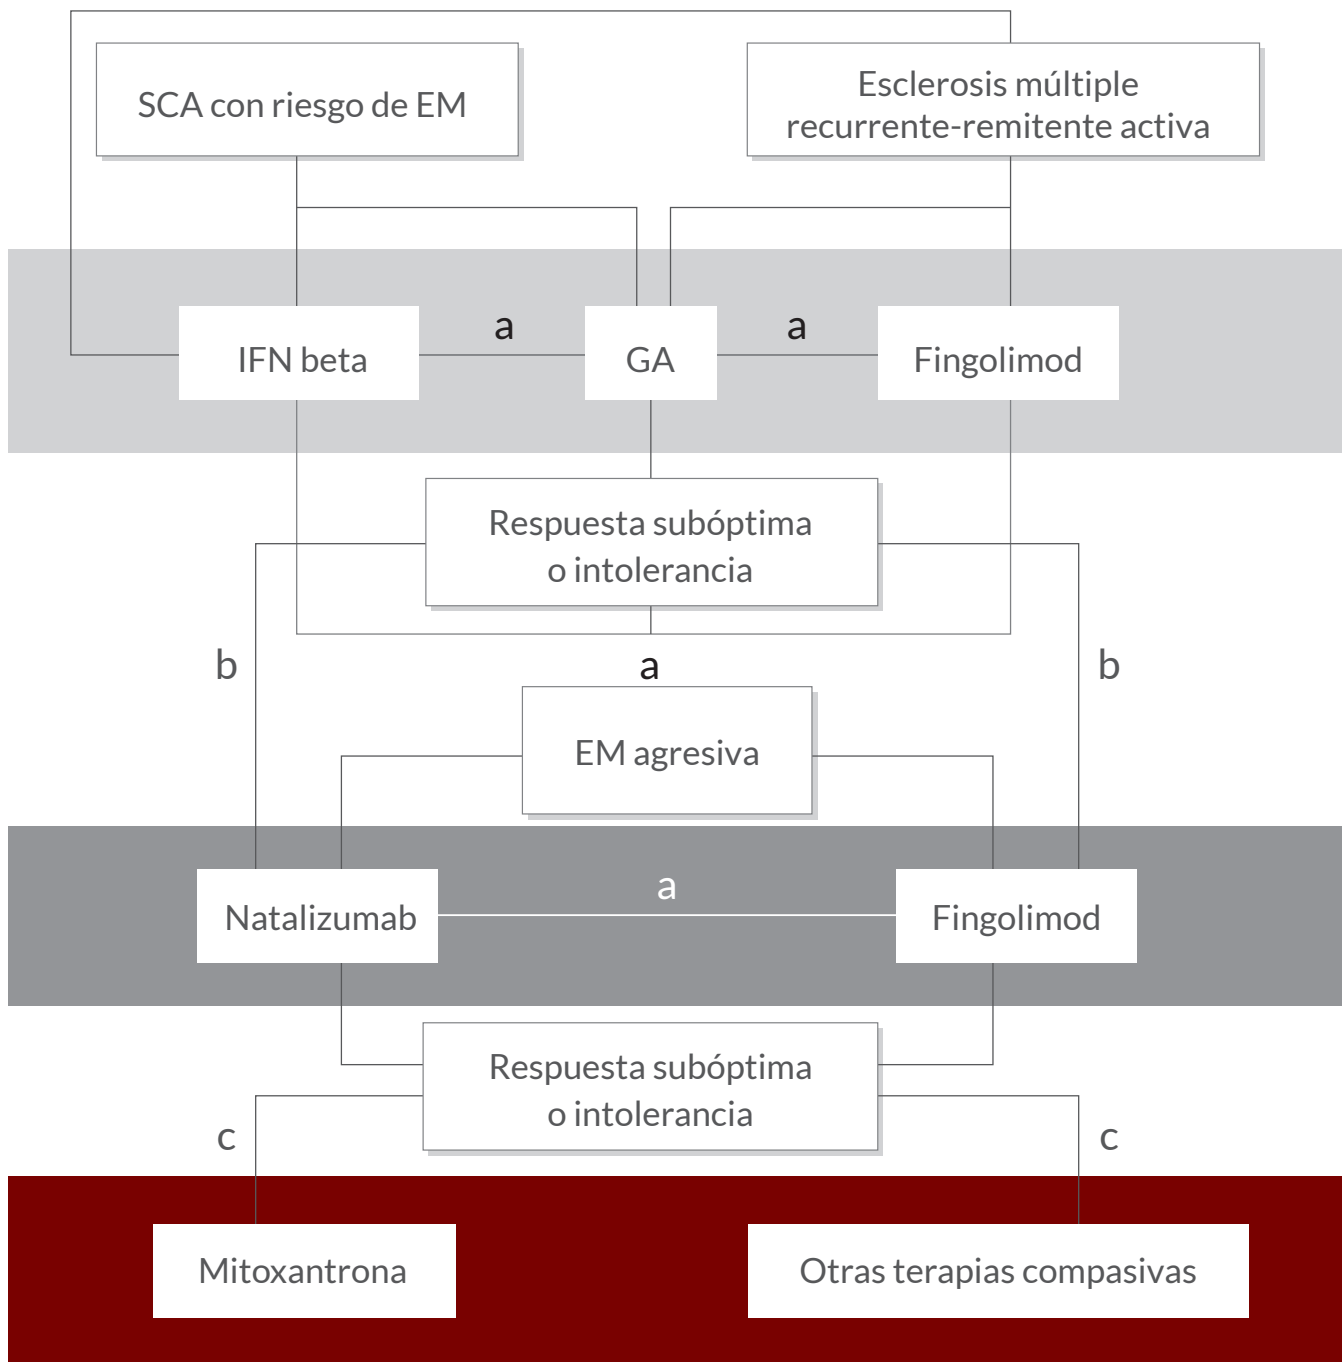 SCA con riesgo de EM
Esclerosis múltiple
recurrente-remitente activa
IFN beta
a
GA
a
Fingolimod
Respuesta subóptima
o intolerancia
b
a
b
EM agresiva
Natalizumab
a
Fingolimod
Respuesta subóptima
o intolerancia
c
c
Mitoxantrona
Otras terapias compasivas